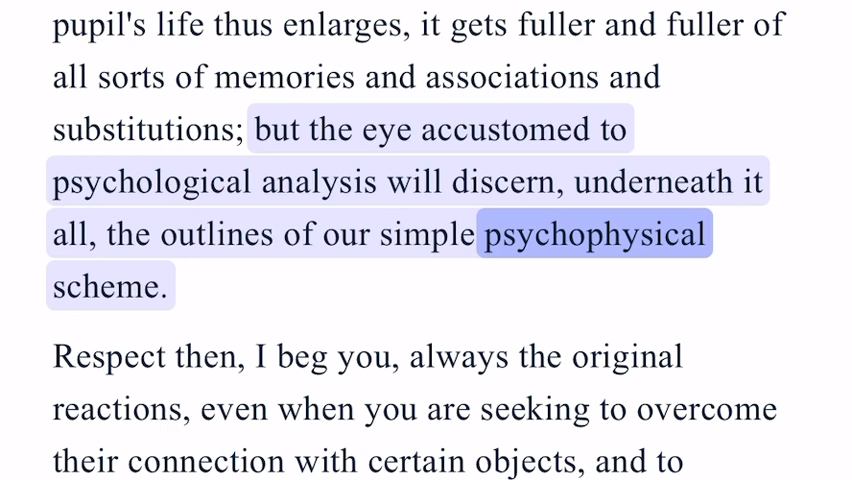 pupil's life thus enlarges, it gets fuller and fuller of
all sorts of memories and associations and
substitutions; but the eye accustomed to
psychological analysis will discern, underneath it
all, the outlines of our simple psychophysical
scheme.
Respect then, I beg you, always the original
reactions, even when you are seeking to overcome
their connection with certain objects, and to